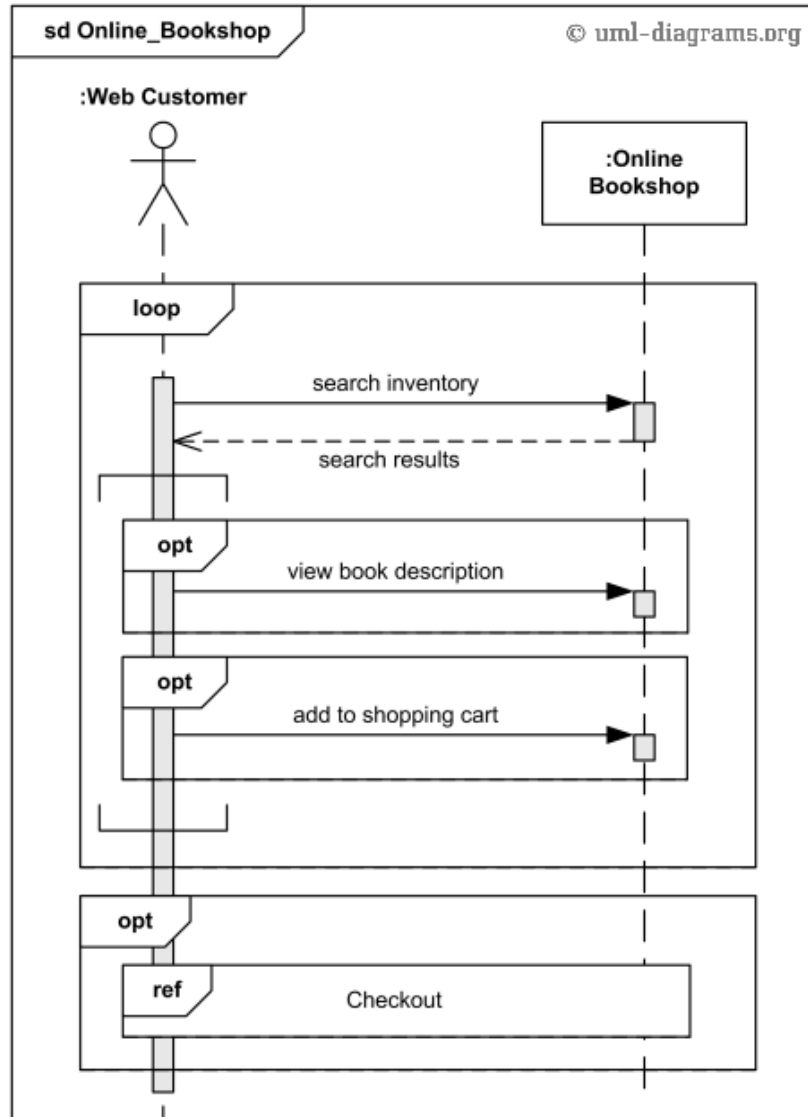 sd Online_Bookshop
© uml-diagrams.org
:Web Customer
:Online
Bookshop
loop
search inventory
search results
opt
view book description
opt
add to shopping cart
opt
ref
Checkout